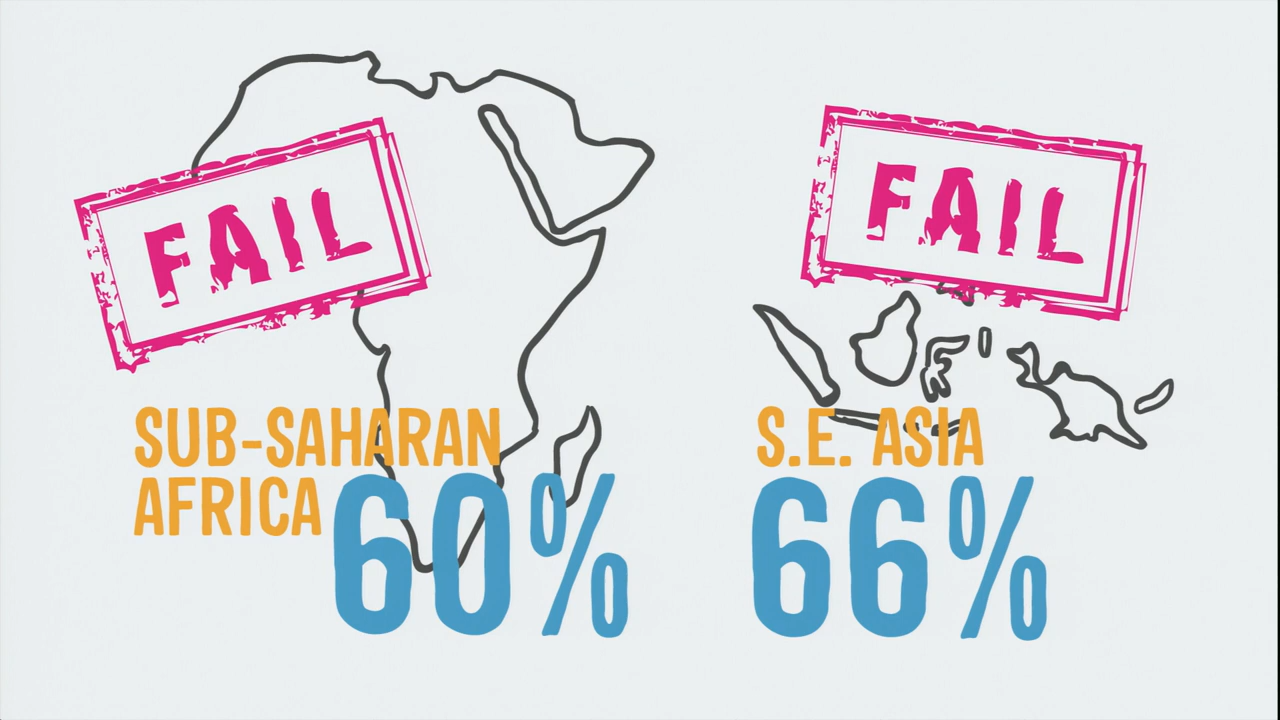 FAIL
SUB-SAHARAN
AFRICA 60%
FAIL
S.E. ASIA
66%